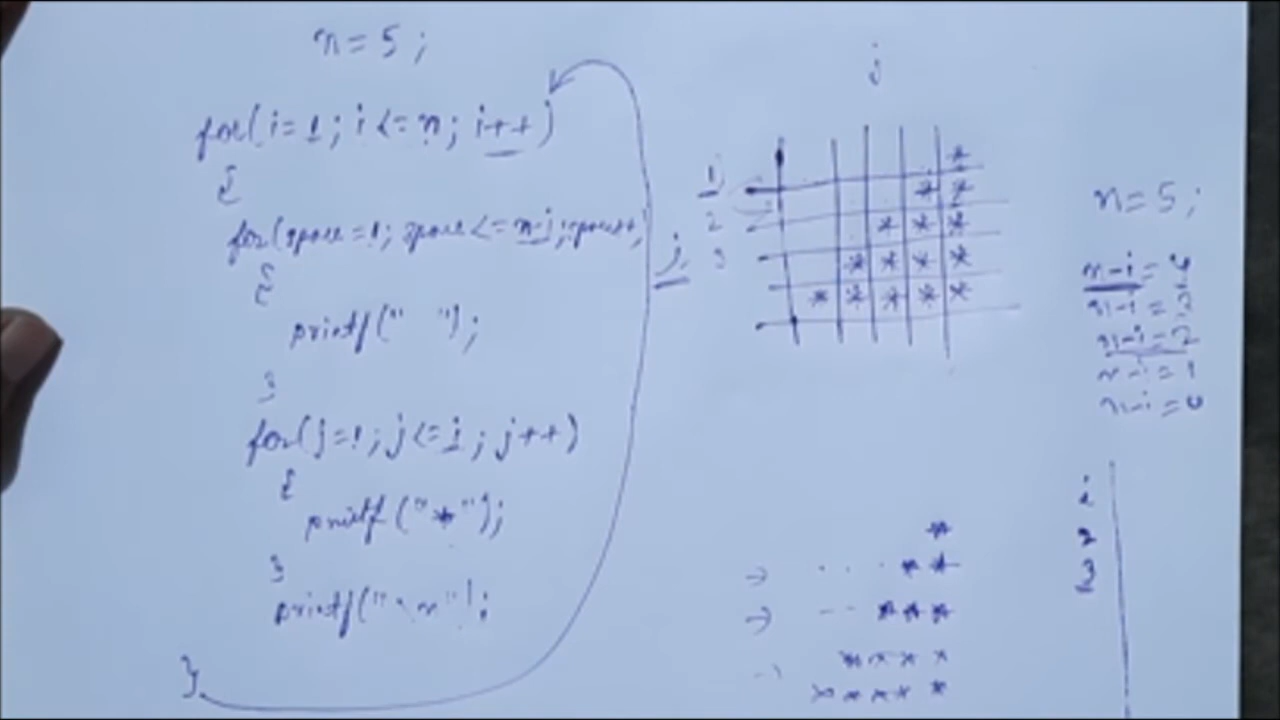 n = 5 ;
for( i = 1 ; i <= n ; i++ )
{
for( space = 1 ; space <= n-i ; space++ )
{
printf(" ");
}
for( j = 1 ; j <= i ; j++ )
{
printf ("*");
}
printf("\n");
}
j
i
1
2
3
*
* *
* * *
* * * *
* * * * *
n = 5 ;
n-i = 4
n-i = 3
n-i = 2
n-i = 1
n-i = 0
*
→ . . . * *
→ - - * * *
→ * * * *
* * * * *
i
2
3